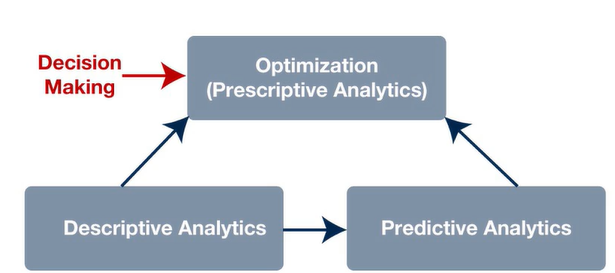 Decision
Making
Optimization
(Prescriptive Analytics)
Descriptive Analytics
Predictive Analytics